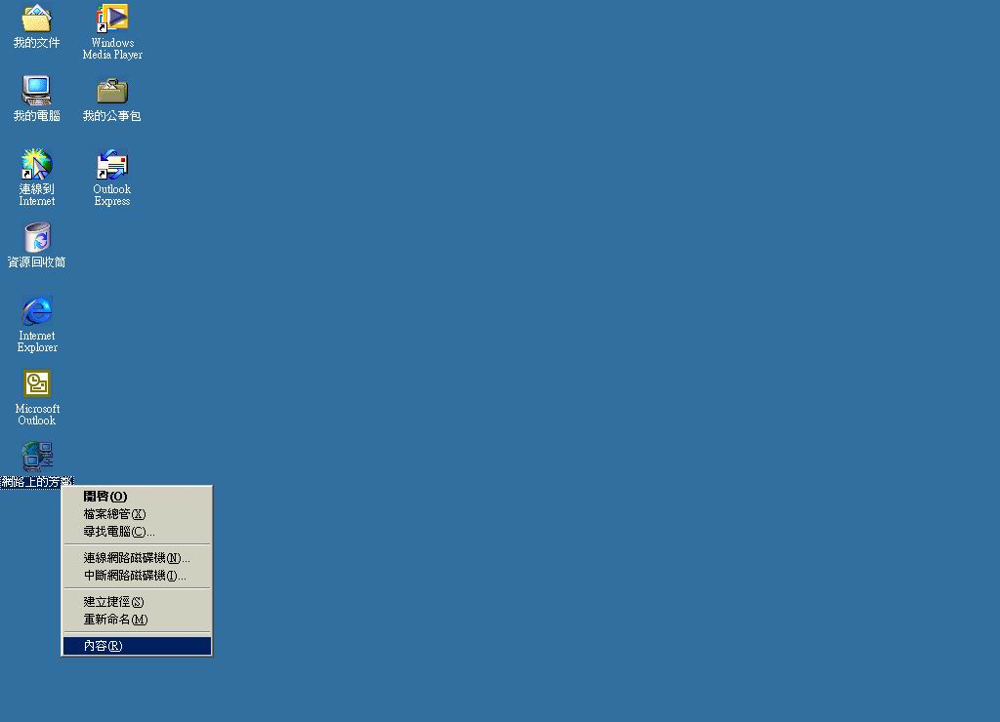 我的文件
Windows
Media Player
我的電腦
我的公事包
連線到
Internet
Outlook
Express
資源回收筒
Internet
Explorer
Microsoft
Outlook
網路上的芳鄰
開啓(O)
檔案總管(X)
尋找電腦(C)...
連線網路磁碟機(N)...
中斷網路磁碟機(I)...
建立捷徑(S)
重新命名(M)
內容(R)